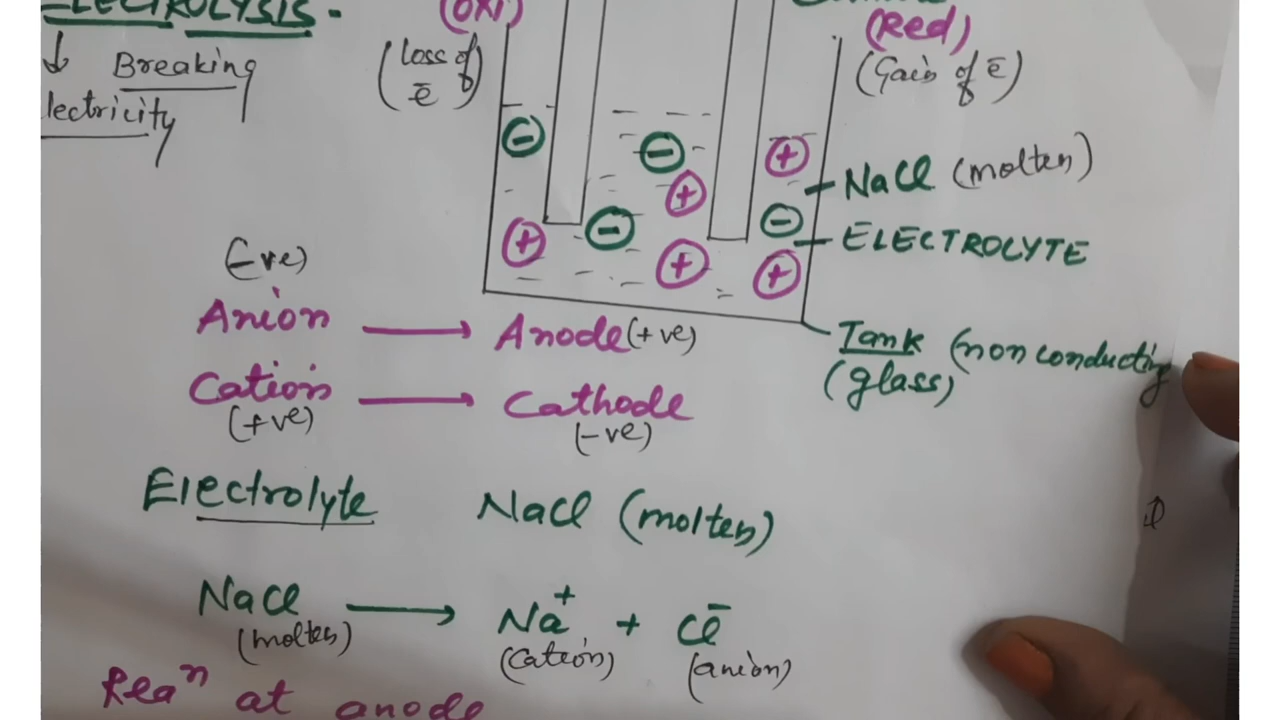 ELECTROLYSIS -
↓ Breaking
lectricity
(Oxi)
(Loss of
ē)
(Red)
(Gain of ē)
NaCl (molten)
ELECTROLYTE
Tank (non conducting
(glass)
(-ve)
Anion → Anode (+ve)
Cation → Cathode
(+ve) (-ve)
Electrolyte NaCl (molten)
NaCl → Na⁺ + Cl⁻
(molten) (Cation) (anion)
Reaⁿ at anode